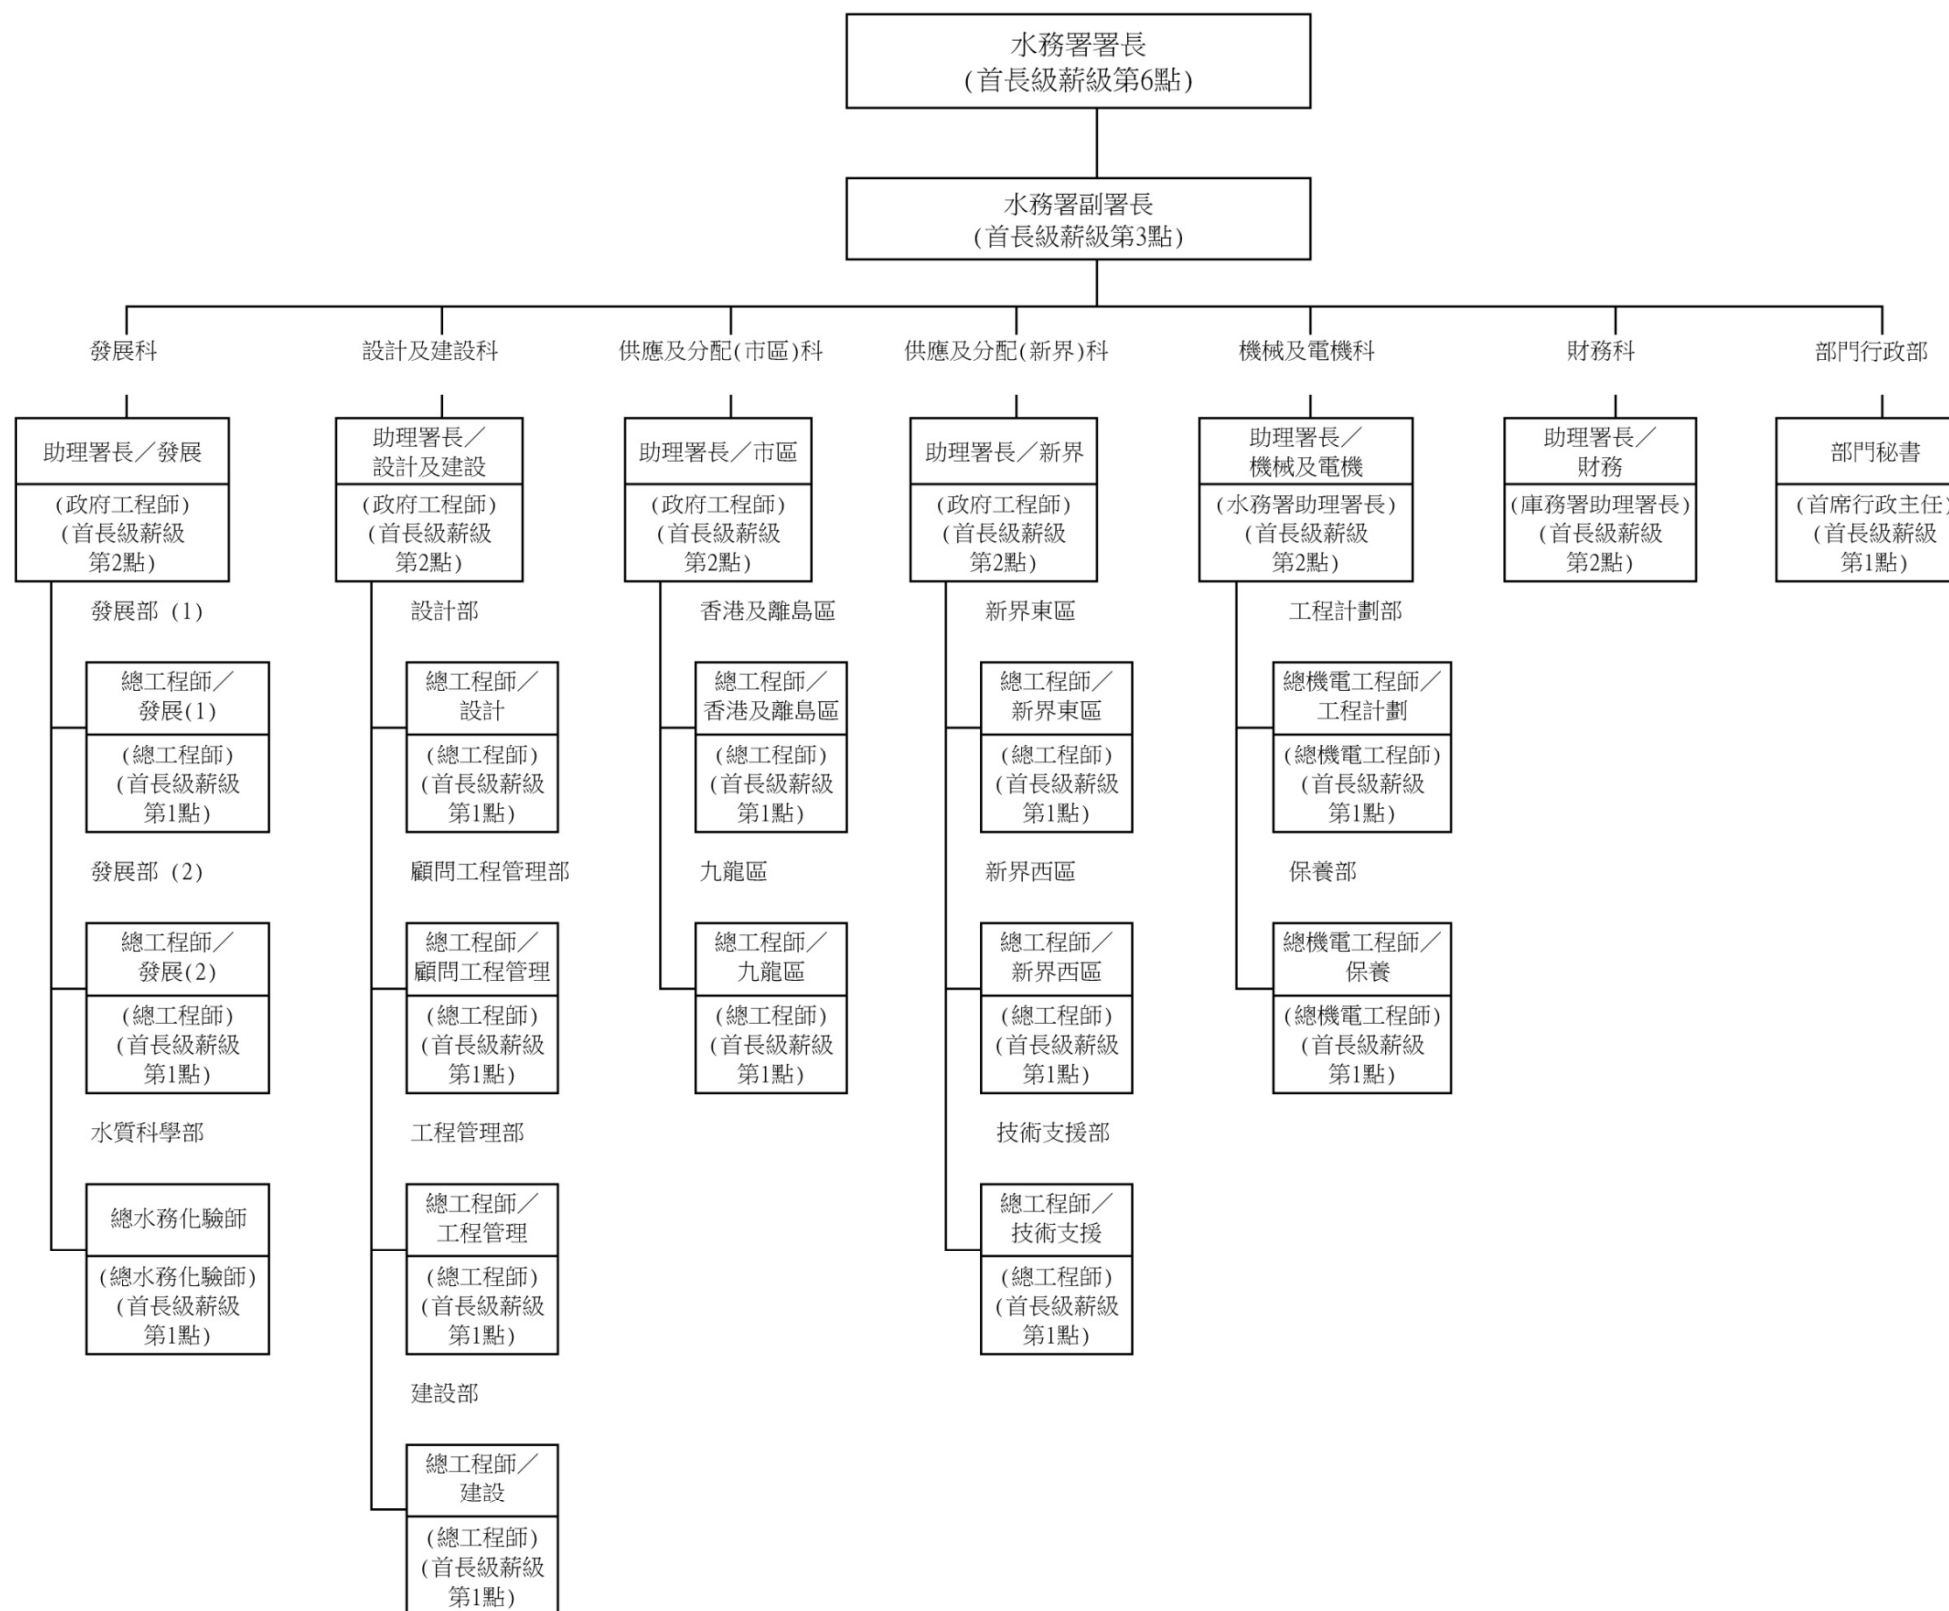 水務署署長
(首長級薪級第6點)
水務署副署長
(首長級薪級第3點)
發展科
設計及建設科
供應及分配(市區)科
供應及分配(新界)科
機械及電機科
財務科
部門行政部
助理署長／發展
(政府工程師)
(首長級薪級
第2點)
助理署長／
設計及建設
(政府工程師)
(首長級薪級
第2點)
助理署長／市區
(政府工程師)
(首長級薪級
第2點)
助理署長／新界
(政府工程師)
(首長級薪級
第2點)
助理署長／
機械及電機
(水務署助理署長)
(首長級薪級
第2點)
助理署長／
財務
(庫務署助理署長)
(首長級薪級
第2點)
部門秘書
(首席行政主任)
(首長級薪級
第1點)
發展部 (1)
總工程師／
發展(1)
(總工程師)
(首長級薪級
第1點)
發展部 (2)
總工程師／
發展(2)
(總工程師)
(首長級薪級
第1點)
水質科學部
總水務化驗師
(總水務化驗師)
(首長級薪級
第1點)
設計部
總工程師／
設計
(總工程師)
(首長級薪級
第1點)
顧問工程管理部
總工程師／
顧問工程管理
(總工程師)
(首長級薪級
第1點)
工程管理部
總工程師／
工程管理
(總工程師)
(首長級薪級
第1點)
建設部
總工程師／
建設
(總工程師)
(首長級薪級
第1點)
香港及離島區
總工程師／
香港及離島區
(總工程師)
(首長級薪級
第1點)
九龍區
總工程師／
九龍區
(總工程師)
(首長級薪級
第1點)
新界東區
總工程師／
新界東區
(總工程師)
(首長級薪級
第1點)
新界西區
總工程師／
新界西區
(總工程師)
(首長級薪級
第1點)
技術支援部
總工程師／
技術支援
(總工程師)
(首長級薪級
第1點)
工程計劃部
總機電工程師／
工程計劃
(總機電工程師)
(首長級薪級
第1點)
保養部
總機電工程師／
保養
(總機電工程師)
(首長級薪級
第1點)